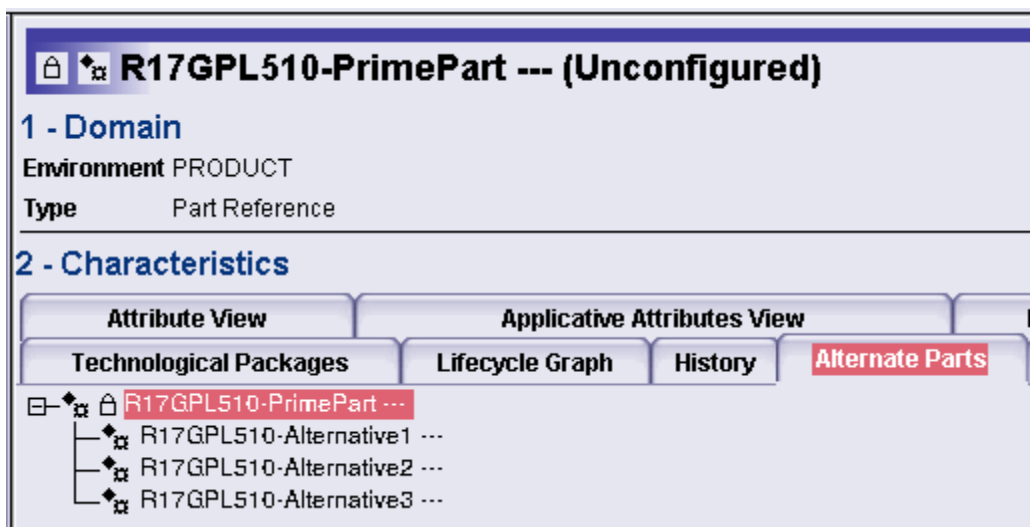 R17GPL510-PrimePart --- (Unconfigured)
1 - Domain
Environment PRODUCT
Type Part Reference
2 - Characteristics
Attribute View Applicative Attributes View
Technological Packages Lifecycle Graph History Alternate Parts
R17GPL510-PrimePart ---
R17GPL510-Alternative1 ---
R17GPL510-Alternative2 ---
R17GPL510-Alternative3 ---